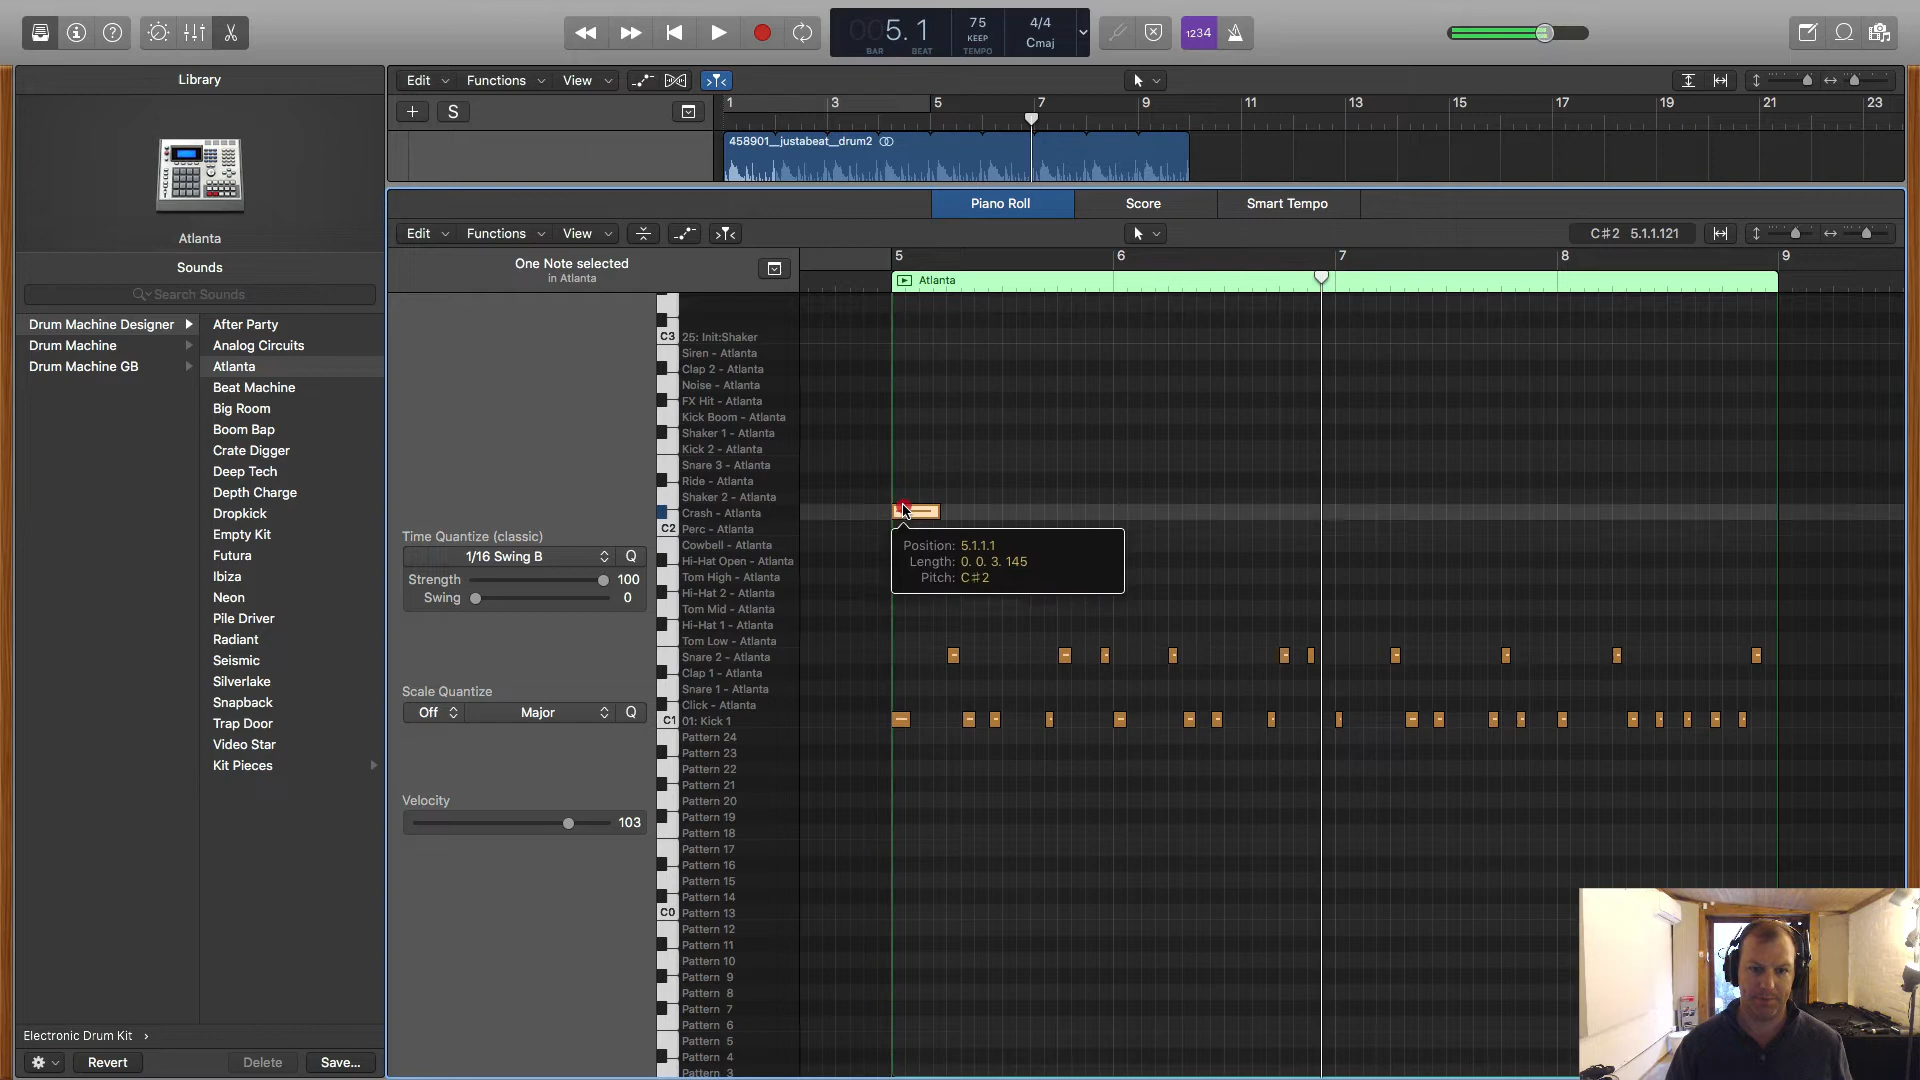 005.1
BAR
BEAT
75
KEEP
TEMPO
4/4
Cmaj
1234
Library
Atlanta
Sounds
Search Sounds
Drum Machine Designer
Drum Machine
Drum Machine GB
After Party
Analog Circuits
Atlanta
Beat Machine
Big Room
Boom Bap
Crate Digger
Deep Tech
Depth Charge
Dropkick
Empty Kit
Futura
Ibiza
Neon
Pile Driver
Radiant
Seismic
Silverlake
Snapback
Trap Door
Video Star
Kit Pieces
Electronic Drum Kit
Revert
Delete
Save...
Edit Functions View
S
1 3 5 7 9 11 13 15 17 19 21 23
458901__justabeat__drum2
Piano Roll
Score
Smart Tempo
Edit Functions View
C♯2 5.1.1.121
One Note selected
in Atlanta
5 6 7 8 9
Atlanta
Time Quantize (classic)
1/16 Swing B
Q
Strength 100
Swing 0
Scale Quantize
Off Major Q
Velocity
103
C3 25: Init:Shaker
Siren - Atlanta
Clap 2 - Atlanta
Noise - Atlanta
FX Hit - Atlanta
Kick Boom - Atlanta
Shaker 1 - Atlanta
Kick 2 - Atlanta
Snare 3 - Atlanta
Ride - Atlanta
Shaker 2 - Atlanta
Crash - Atlanta
C2 Perc - Atlanta
Cowbell - Atlanta
Hi-Hat Open - Atlanta
Tom High - Atlanta
Hi-Hat 2 - Atlanta
Tom Mid - Atlanta
Hi-Hat 1 - Atlanta
Tom Low - Atlanta
Snare 2 - Atlanta
Clap 1 - Atlanta
Snare 1 - Atlanta
Click - Atlanta
C1 01: Kick 1
Pattern 24
Pattern 23
Pattern 22
Pattern 21
Pattern 20
Pattern 19
Pattern 18
Pattern 17
Pattern 16
Pattern 15
Pattern 14
C0 Pattern 13
Pattern 12
Pattern 11
Pattern 10
Pattern 9
Pattern 8
Pattern 7
Pattern 6
Pattern 5
Pattern 4
Pattern 3
Position: 5.1.1.1
Length: 0. 0. 3. 145
Pitch: C♯2